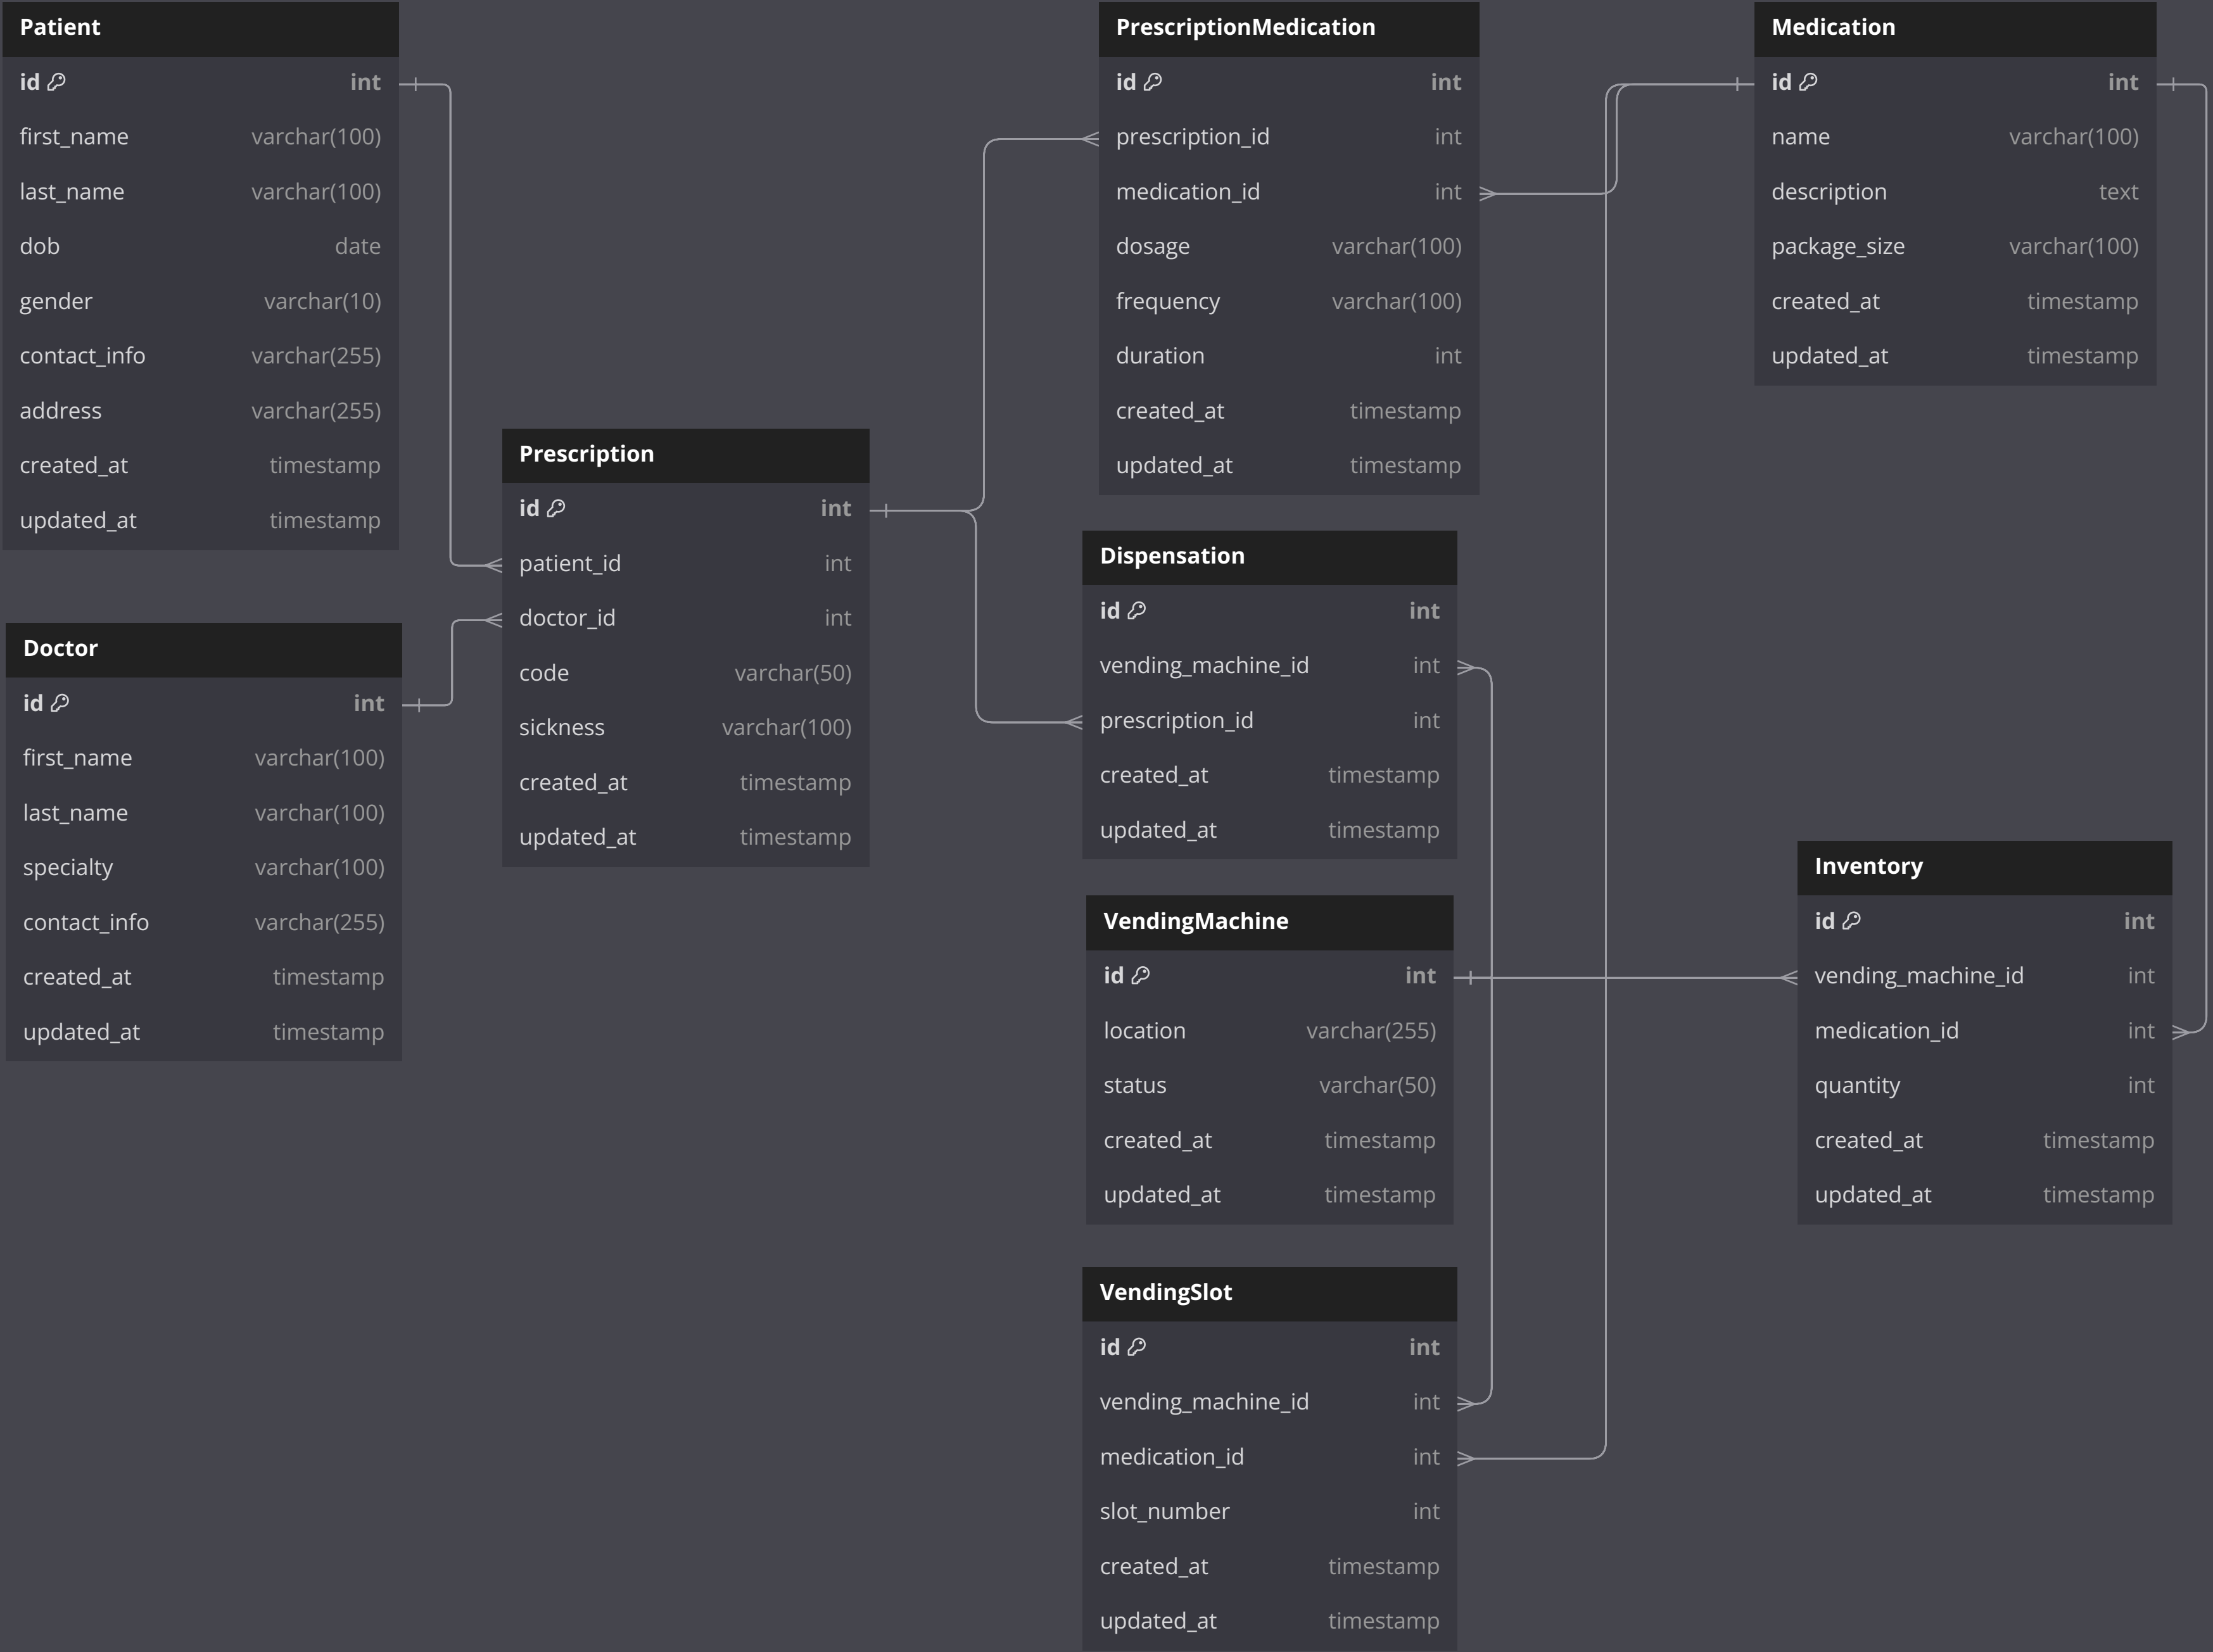 Patient
id int
first_name varchar(100)
last_name varchar(100)
dob date
gender varchar(10)
contact_info varchar(255)
address varchar(255)
created_at timestamp
updated_at timestamp
Doctor
id int
first_name varchar(100)
last_name varchar(100)
specialty varchar(100)
contact_info varchar(255)
created_at timestamp
updated_at timestamp
Prescription
id int
patient_id int
doctor_id int
code varchar(50)
sickness varchar(100)
created_at timestamp
updated_at timestamp
PrescriptionMedication
id int
prescription_id int
medication_id int
dosage varchar(100)
frequency varchar(100)
duration int
created_at timestamp
updated_at timestamp
Dispensation
id int
vending_machine_id int
prescription_id int
created_at timestamp
updated_at timestamp
VendingMachine
id int
location varchar(255)
status varchar(50)
created_at timestamp
updated_at timestamp
VendingSlot
id int
vending_machine_id int
medication_id int
slot_number int
created_at timestamp
updated_at timestamp
Medication
id int
name varchar(100)
description text
package_size varchar(100)
created_at timestamp
updated_at timestamp
Inventory
id int
vending_machine_id int
medication_id int
quantity int
created_at timestamp
updated_at timestamp